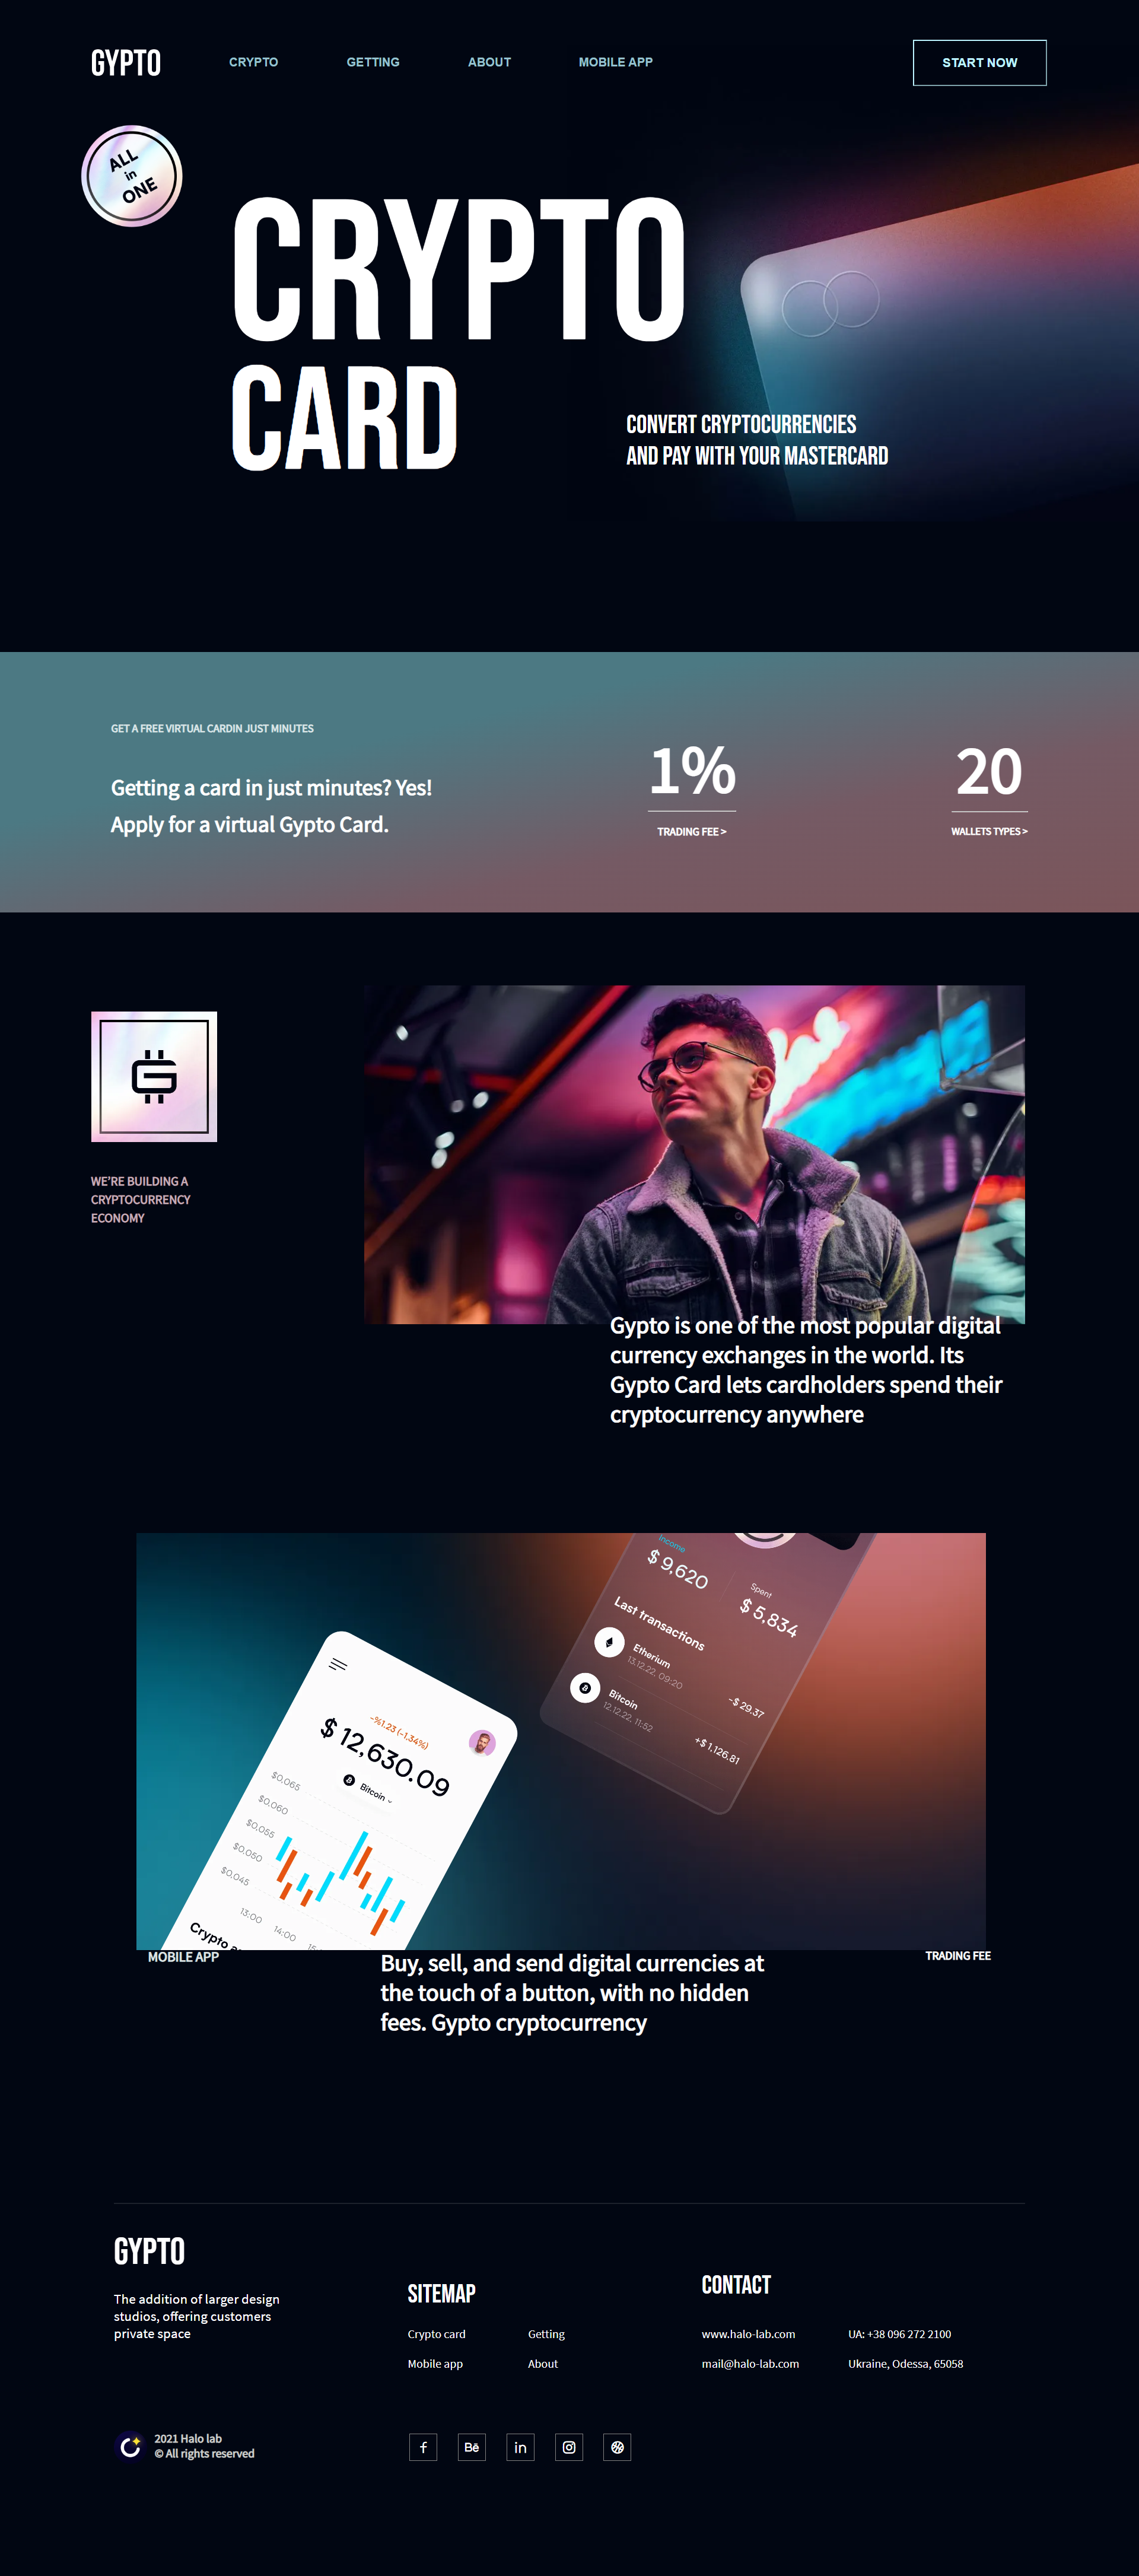 GYPTO
CRYPTO
GETTING
ABOUT
MOBILE APP
START NOW
ALL
in
ONE
CRYPTO
CARD
CONVERT CRYPTOCURRENCIES
AND PAY WITH YOUR MASTERCARD
GET A FREE VIRTUAL CARDIN JUST MINUTES
Getting a card in just minutes? Yes!
Apply for a virtual Gypto Card.
1%
TRADING FEE >
20
WALLETS TYPES >
WE'RE BUILDING A
CRYPTOCURRENCY
ECONOMY
Gypto is one of the most popular digital
currency exchanges in the world. Its
Gypto Card lets cardholders spend their
cryptocurrency anywhere
Income
$ 9,620
Spent
$ 5,834
Last transactions
Etherium
13.12.22, 09:20
-$ 29.37
Bitcoin
12.12.22, 11:52
+$ 1,126.81
-%1.23 (-1.34%)
$ 12,630.09
Bitcoin
$0,065
$0,060
$0,055
$0,050
$0,045
13:00
14:00
15:
Crypto a
MOBILE APP
Buy, sell, and send digital currencies at
the touch of a button, with no hidden
fees. Gypto cryptocurrency
TRADING FEE
GYPTO
The addition of larger design
studios, offering customers
private space
SITEMAP
Crypto card
Getting
Mobile app
About
CONTACT
www.halo-lab.com
UA: +38 096 272 2100
mail@halo-lab.com
Ukraine, Odessa, 65058
2021 Halo lab
© All rights reserved
f
Bē
in